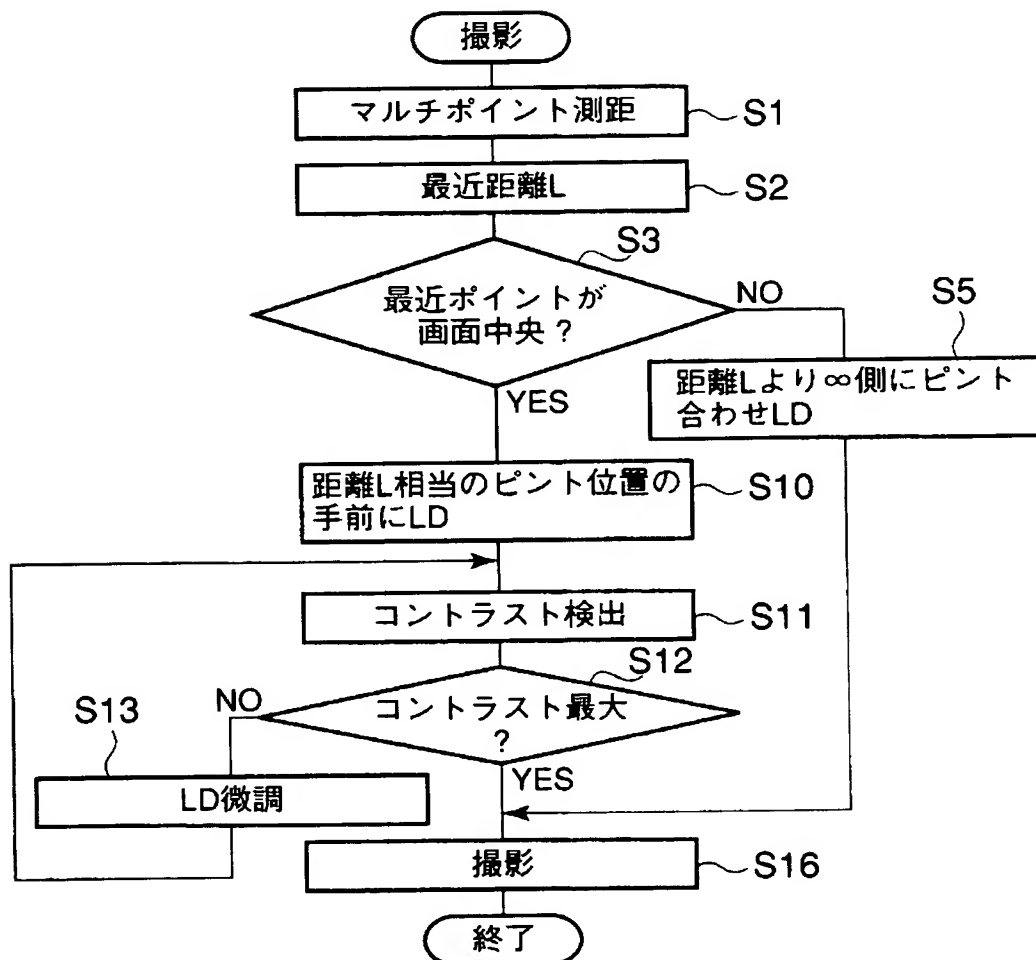 撮影
マルチポイント測距
S1
最近距離L
S2
S3
最近ポイントが
画面中央?
NO
S5
距離Lより∞側にピント
合わせLD
YES
距離L相当のピント位置の
手前にLD
S10
コントラスト検出
S11
S12
コントラスト最大
?
NO
S13
LD微調
YES
撮影
S16
終了